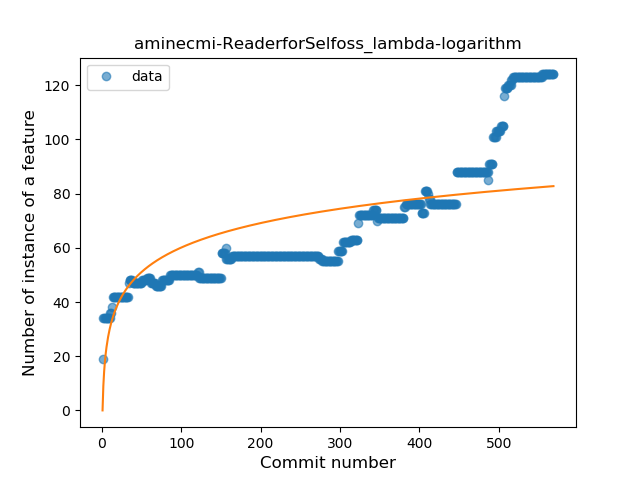 aminecmi-ReaderforSelfoss_lambda-logarithm
data
Number of instance of a feature
120
100
80
60
40
20
0
0 100 200 300 400 500
Commit number